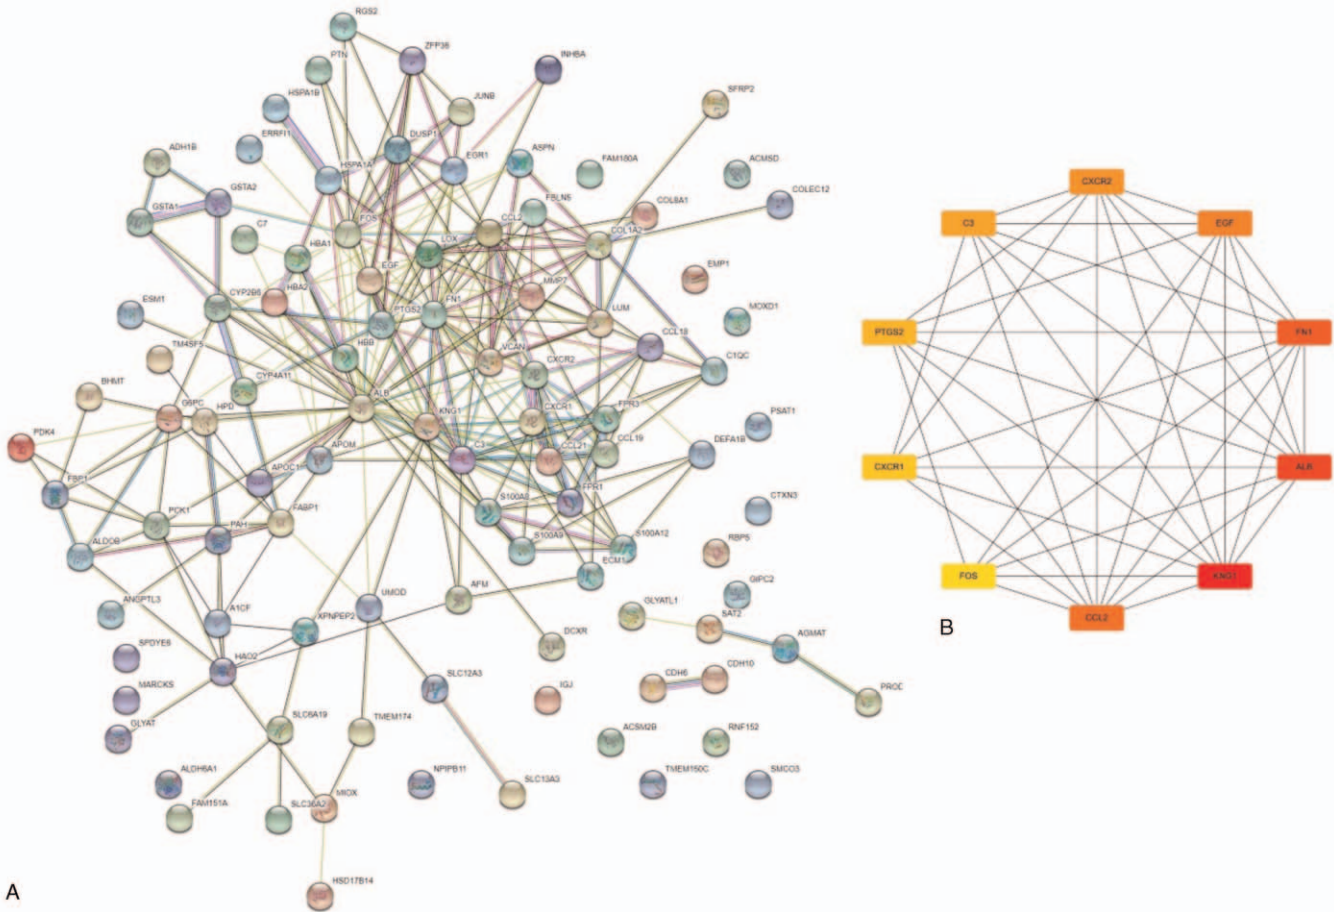 A
RGS2
ZFP36
PTN
INHBA
HSPA1B
JUNB
SFRP2
ERRFI1
DUSP1
ADH1B
HSPA1A
EGR1
ASPN
FAM180A
ACMSD
GSTA2
COLEC12
GSTA1
FBLN5
COL8A1
C7
FOS
CCL2
COL1A2
HBA1
LOX
EGF
EMP1
CYP2B6
HBA2
MMP7
ESM1
PTGS2
FN1
LUM
MOXD1
TM4SF5
HBB
VCAN
CCL18
C1QC
CXCR2
CYP4A11
BHMT
ALB
G6PC
HPD
KNG1
CXCR1
FPR3
PSAT1
PDK4
APOM
C3
CCL21
CCL19
DEFA1B
FBP1
APOC1
FPR1
PCK1
FABP1
S100A8
CTXN3
ALDOB
PAH
S100A9
S100A12
RBP5
ECM1
ANGPTL3
A1CF
UMOD
AFM
GIPC2
XPNPEP2
GLYATL1
SAT2
SPDYE6
DCXR
AGMAT
HAO2
SLC12A3
CDH6
CDH10
MARCKS
IGJ
PRODH2
GLYAT
SLC6A19
TMEM174
ACSM2B
RNF152
ALDH6A1
NPIPB11
SLC13A3
TMEM150C
SMCO3
FAM151A
SLC36A2
MIOX
HSD17B14
A
CXCR2
C3
EGF
PTGS2
FN1
CXCR1
ALB
FOS
KNG1
CCL2
B